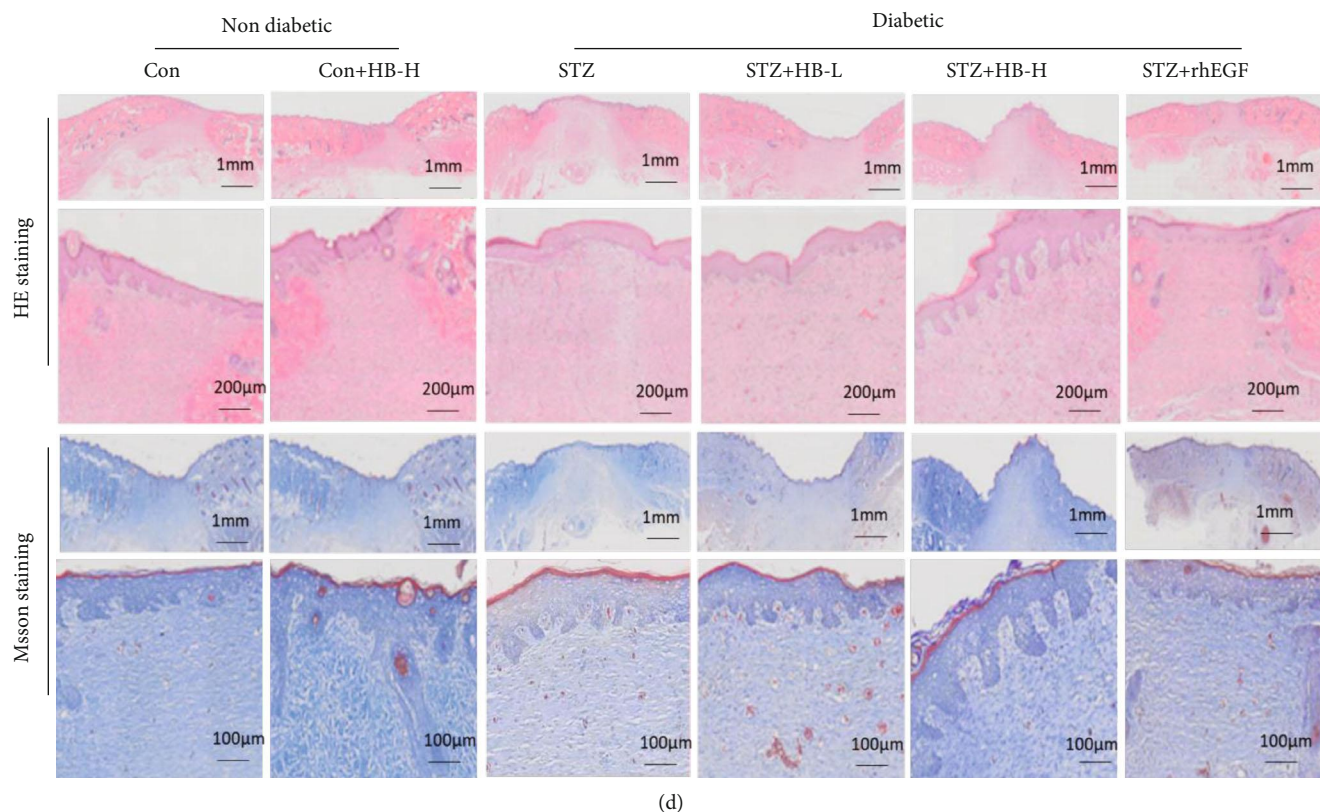 Non diabetic Diabetic
Con Con+HB-H STZ STZ+HB-L STZ+HB-H STZ+rhEGF
HE staining
1mm 1mm 1mm 1mm 1mm 1mm
200μm 200μm 200μm 200μm 200μm 200μm
Msson staining
1mm 1mm 1mm 1mm 1mm 1mm
100μm 100μm 100μm 100μm 100μm 100μm
(d)